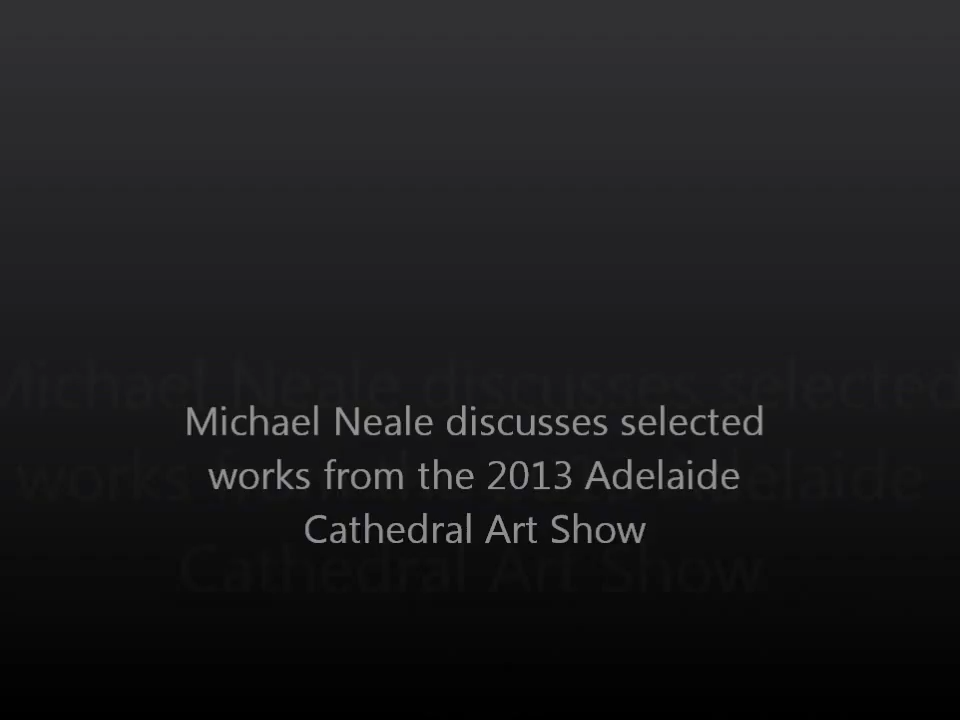 Michael Neale discusses selected
works from the 2013 Adelaide
Cathedral Art Show